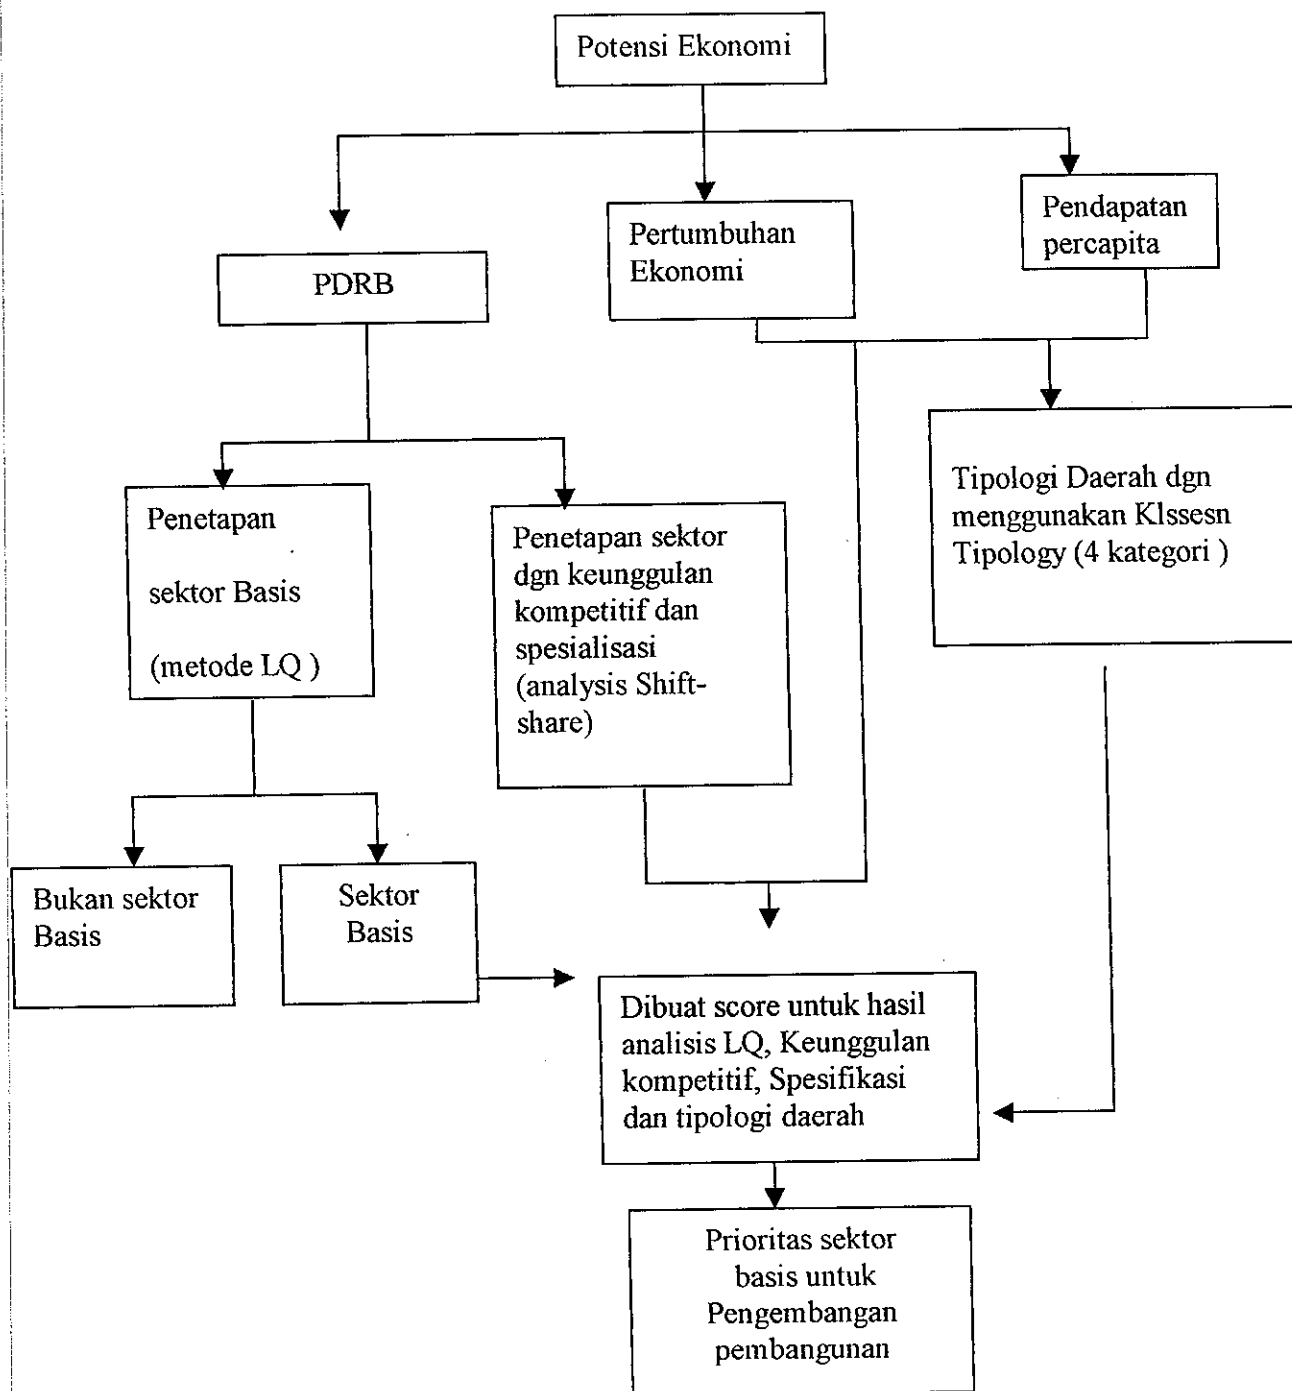 Potensi Ekonomi
Pendapatan
percapita
Pertumbuhan
Ekonomi
PDRB
Penetapan
sektor Basis
(metode LQ )
Penetapan sektor
dgn keunggulan
kompetitif dan
spesialisasi
(analysis Shift-
share)
Tipologi Daerah dgn
menggunakan Klssesn
Tipology (4 kategori )
Bukan sektor
Basis
Sektor
Basis
Dibuat score untuk hasil
analisis LQ, Keunggulan
kompetitif, Spesifikasi
dan tipologi daerah
Prioritas sektor
basis untuk
Pengembangan
pembangunan